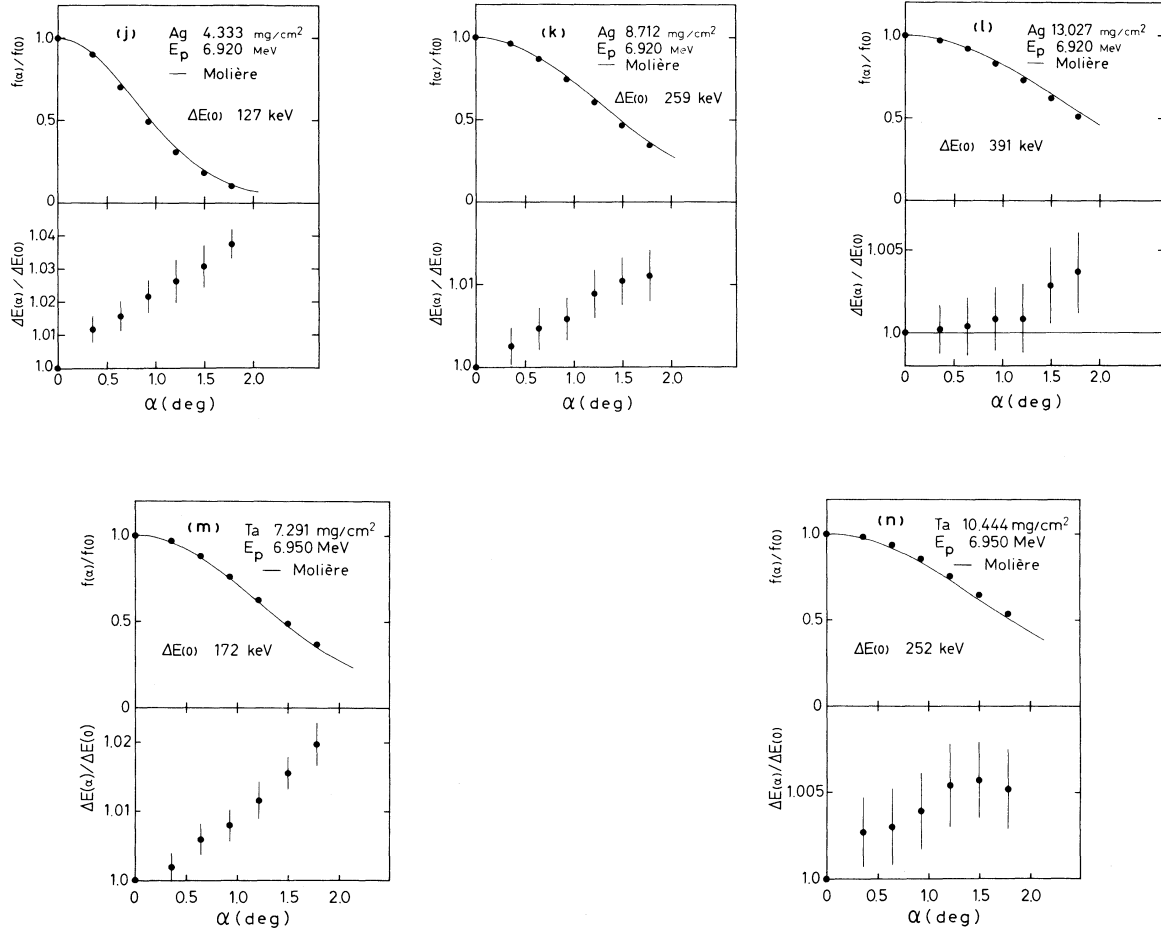 (j) Ag 4.333 mg/cm²
E_p 6.920 MeV
— Molière
ΔE(0) 127 keV
f(α)/f(0)
1.0
0.5
0
ΔE(α)/ΔE(0)
1.04
1.03
1.02
1.01
1.0
0 0.5 1.0 1.5 2.0
α(deg)
(k) Ag 8.712 mg/cm²
E_p 6.920 MeV
— Molière
ΔE(0) 259 keV
f(α)/f(0)
1.0
0.5
0
ΔE(α)/ΔE(0)
1.01
1.0
0 0.5 1.0 1.5 2.0
α(deg)
(l) Ag 13.027 mg/cm²
E_p 6.920 MeV
— Molière
ΔE(0) 391 keV
f(α)/f(0)
1.0
0.5
0
ΔE(α)/ΔE(0)
1.005
1.0
0 0.5 1.0 1.5 2.0
α(deg)
(m) Ta 7.291 mg/cm²
E_p 6.950 MeV
— Molière
ΔE(0) 172 keV
f(α)/f(0)
1.0
0.5
0
ΔE(α)/ΔE(0)
1.02
1.01
1.0
0 0.5 1.0 1.5 2.0
α(deg)
(n) Ta 10.444 mg/cm²
E_p 6.950 MeV
— Molière
ΔE(0) 252 keV
f(α)/f(0)
1.0
0.5
0
ΔE(α)/ΔE(0)
1.005
1.0
0 0.5 1.0 1.5 2.0
α(deg)